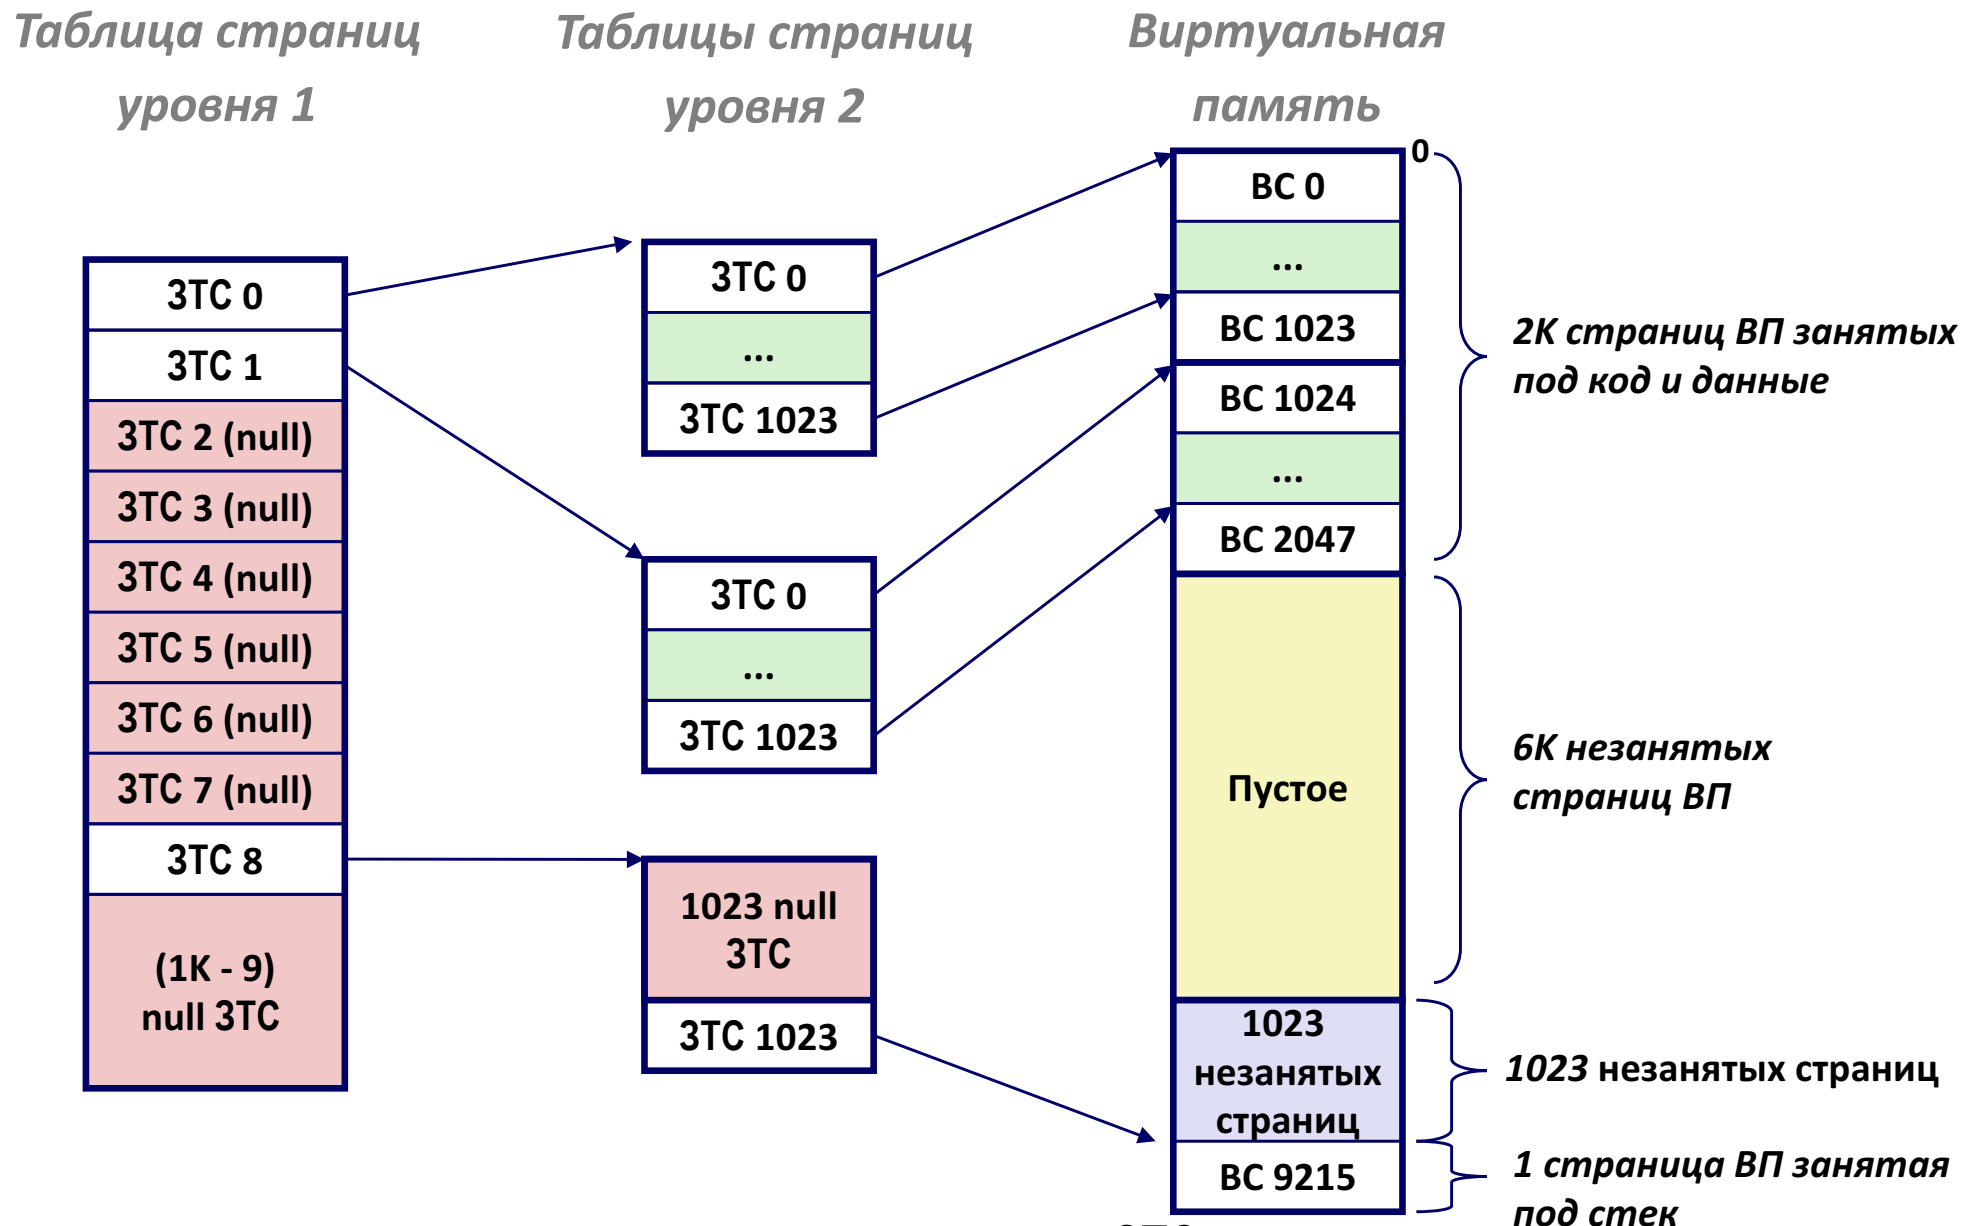 Таблица страниц
уровня 1
Таблицы страниц
уровня 2
Виртуальная
память
ЗТС 0
ЗТС 1
ЗТС 2 (null)
ЗТС 3 (null)
ЗТС 4 (null)
ЗТС 5 (null)
ЗТС 6 (null)
ЗТС 7 (null)
ЗТС 8
(1K - 9)
null ЗТС
ЗТС 0
...
ЗТС 1023
ЗТС 0
...
ЗТС 1023
1023 null
ЗТС
ЗТС 1023
0
ВС 0
...
ВС 1023
ВС 1024
...
ВС 2047
Пустое
1023
незанятых
страниц
ВС 9215
2K страниц ВП занятых
под код и данные
6K незанятых
страниц ВП
1023 незанятых страниц
1 страница ВП занятая
под стек